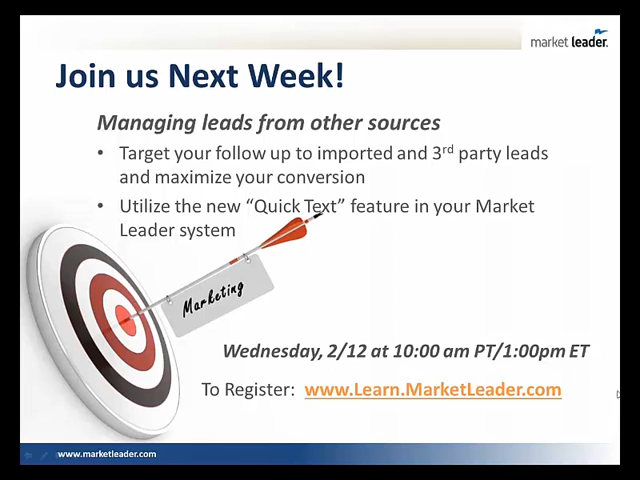 market leader.
Join us Next Week!
Managing leads from other sources
• Target your follow up to imported and 3rd party leads
and maximize your conversion
• Utilize the new “Quick Text” feature in your Market
Leader system
Marketing
Wednesday, 2/12 at 10:00 am PT/1:00pm ET
To Register: www.Learn.MarketLeader.com
www.marketleader.com